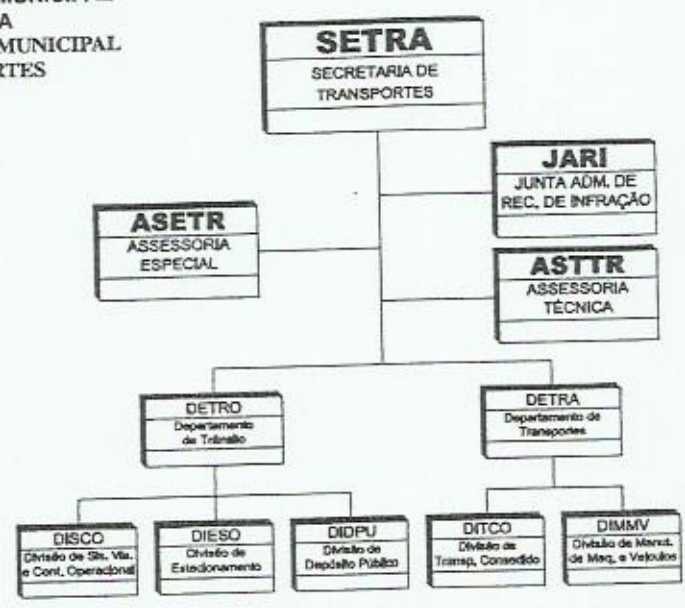 A
MUNICIPAL
RTES
SETRA
SECRETARIA DE
TRANSPORTES
JARI
JUNTA ADM. DE
REC. DE INFRAÇÃO
ASETR
ASSESSORIA
ESPECIAL
ASTTR
ASSESSORIA
TÉCNICA
DETRO
Departamento
de Trânsito
DETRA
Departamento de
Transportes
DISCO
Divisão de Sis. Via.
e Cont. Operacional
DIESO
Divisão de
Estacionamento
DIDPU
Divisão de
Depósito Público
DITCO
Divisão de
Transp. Consedido
DIMMV
Divisão de Manut.
de Maq. e Veículos